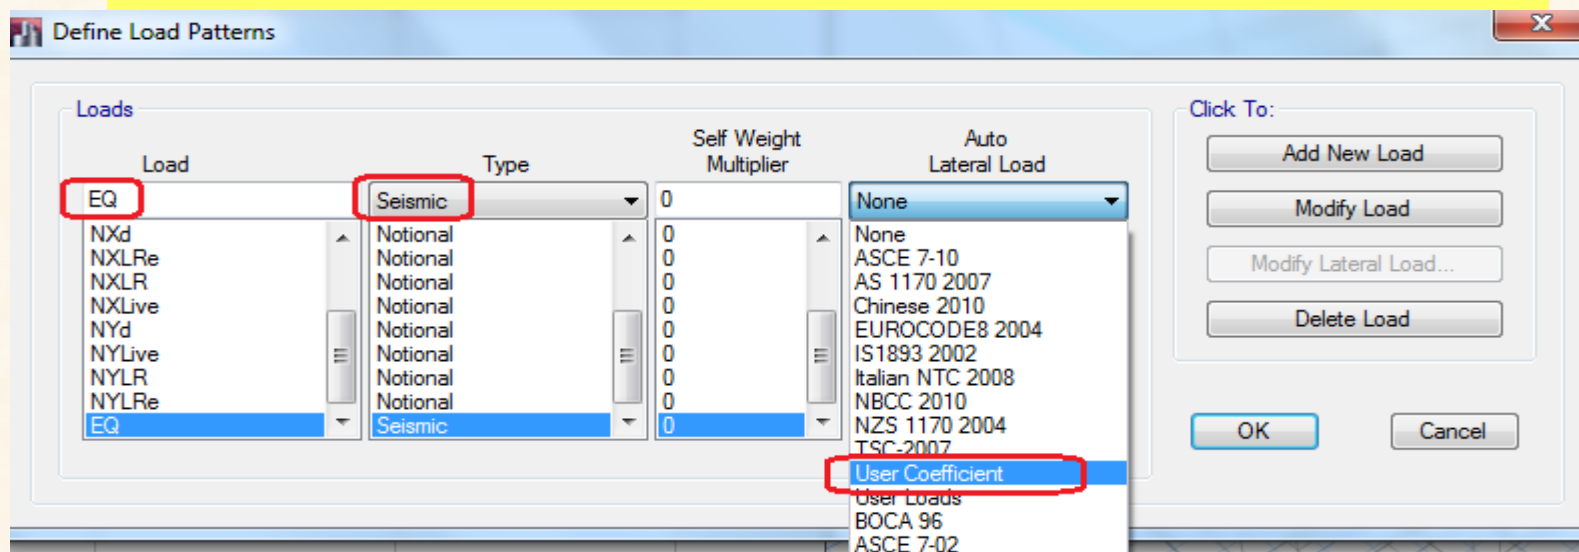 Define Load Patterns
Loads
Click To:
Load
Type
Self Weight
Multiplier
Auto
Lateral Load
Add New Load
EQ
Seismic
0
None
Modify Load
NXd
Notional
0
None
NXLRe
Notional
0
ASCE 7-10
Modify Lateral Load...
NXLR
Notional
0
AS 1170 2007
NXLive
Notional
0
Chinese 2010
Delete Load
NYd
Notional
0
EUROCODE8 2004
NYLive
Notional
0
IS1893 2002
NYLR
Notional
0
Italian NTC 2008
NYLRe
Notional
0
NBCC 2010
EQ
Seismic
0
NZS 1170 2004
OK
Cancel
TSC-2007
User Coefficient
User Loads
BOCA 96
ASCE 7-02